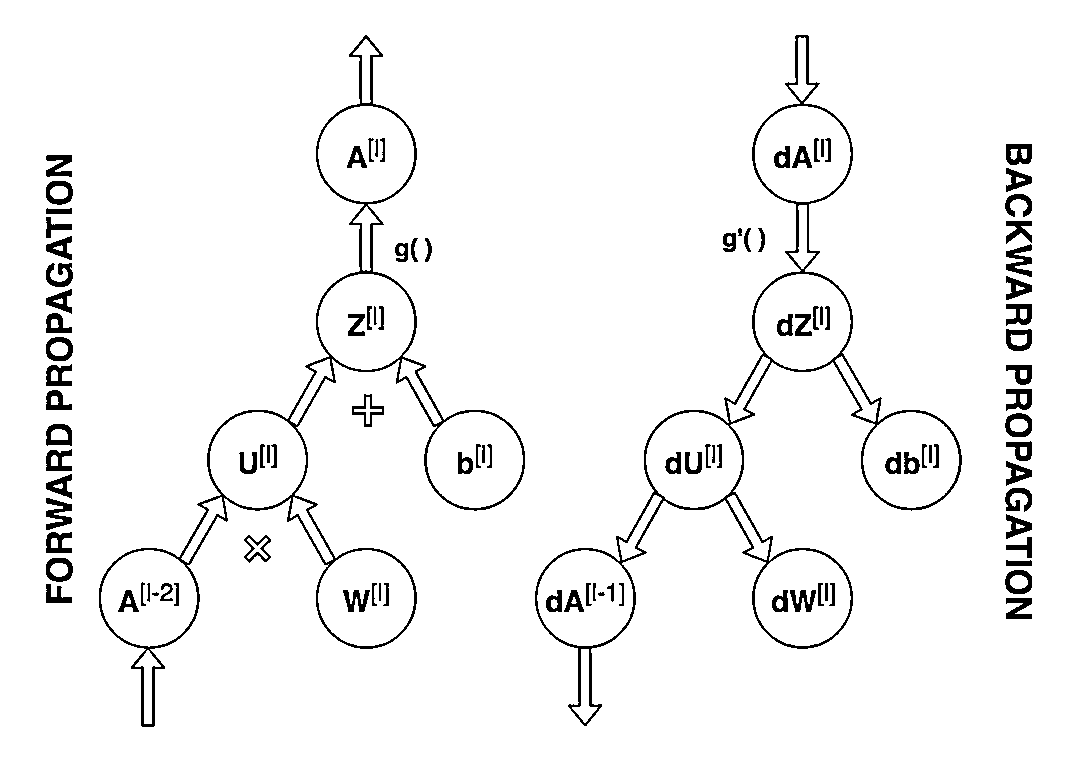 FORWARD PROPAGATION
A[l]
g()
Z[l]
+
U[l]
b[l]
×
A[l-2]
W[l]
dA[l]
g'()
dZ[l]
dU[l]
db[l]
dA[l-1]
dW[l]
BACKWARD PROPAGATION